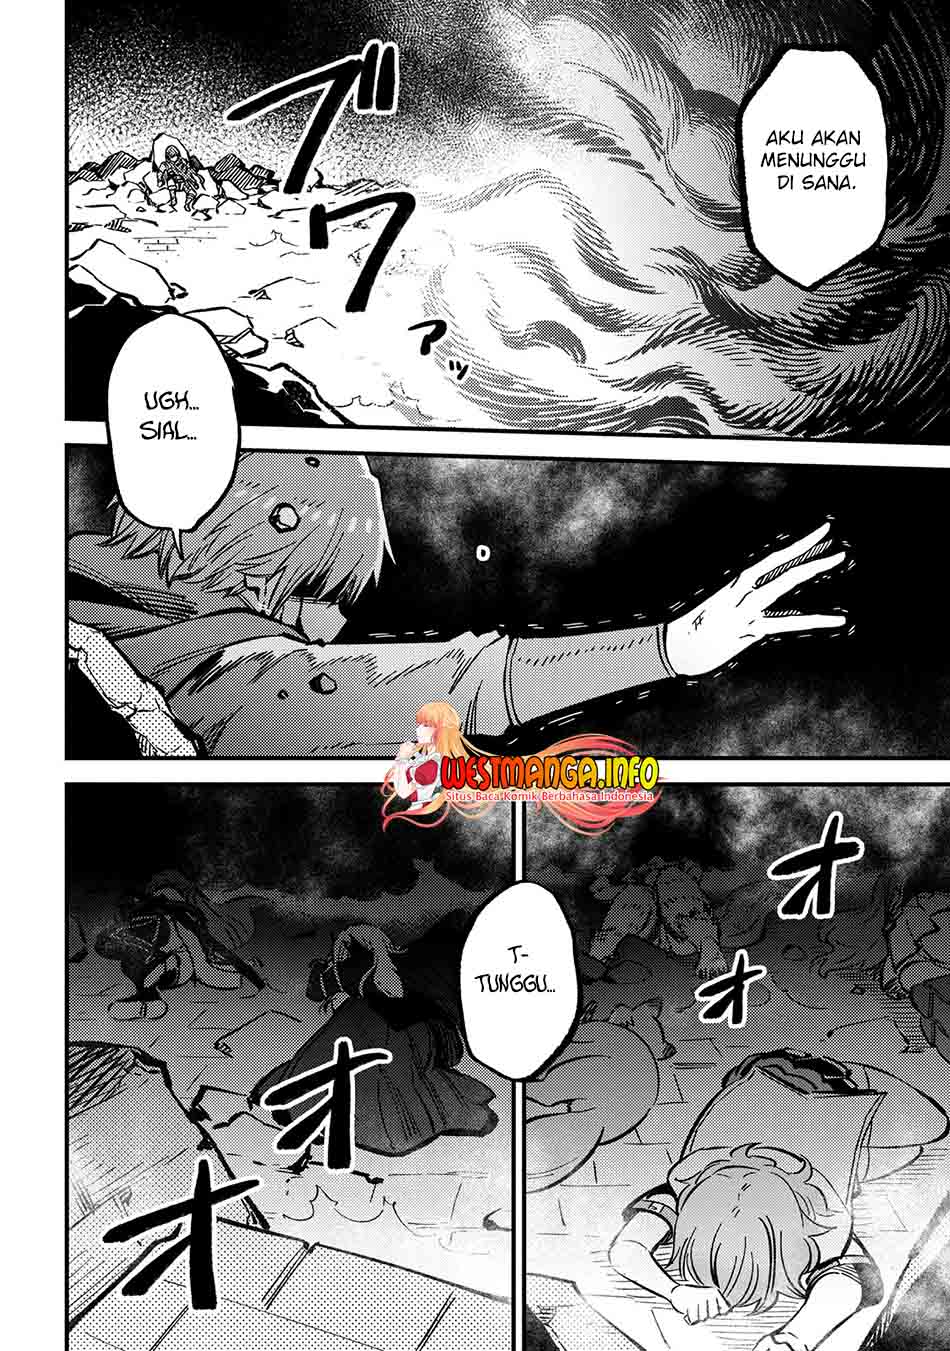 AKU AKAN
MENUNGGU
DI SANA.
ブワァッ
UGH...
SIAL...
WESTMANGA.INFO
Situs Baca Komik Berbahasa Indonesia
オオ
T-
TUNGGU...
オオ